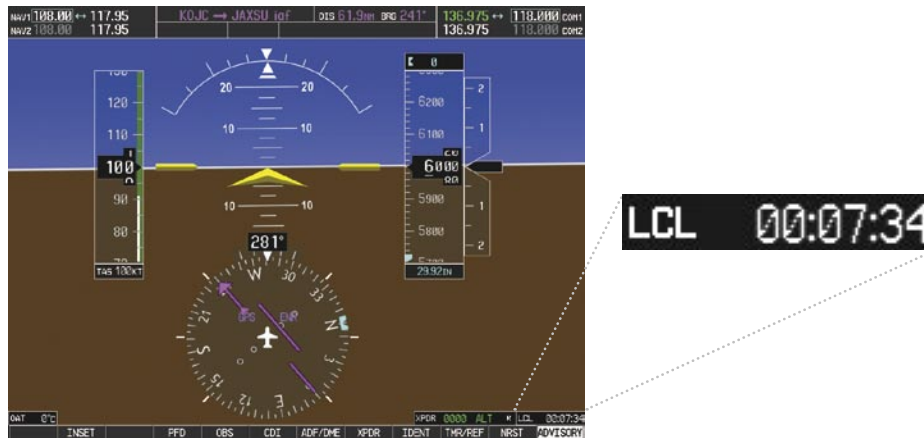 NAV1 108.00 ↔ 117.95 KOJC → JAXSU iaf DIS 61.9NM BRG 241° 136.975 ↔ 118.000 COM1
NAV2 108.00 117.95 136.975 118.000 COM2
20 20
10 10
10 10
120
110
100
90
80
TAS 100KT
0
6200
6100
20
6000
80
5900
5800
29.92IN
2
1
1
2
281°
W 30 33 N 3 E 12 S 21
GPS ENR
LCL 00:07:34
OAT 0°C XPDR 0000 ALT R LCL 00:07:34
INSET PFD OBS CDI ADF/DME XPDR IDENT TMR/REF NRST ADVISORY